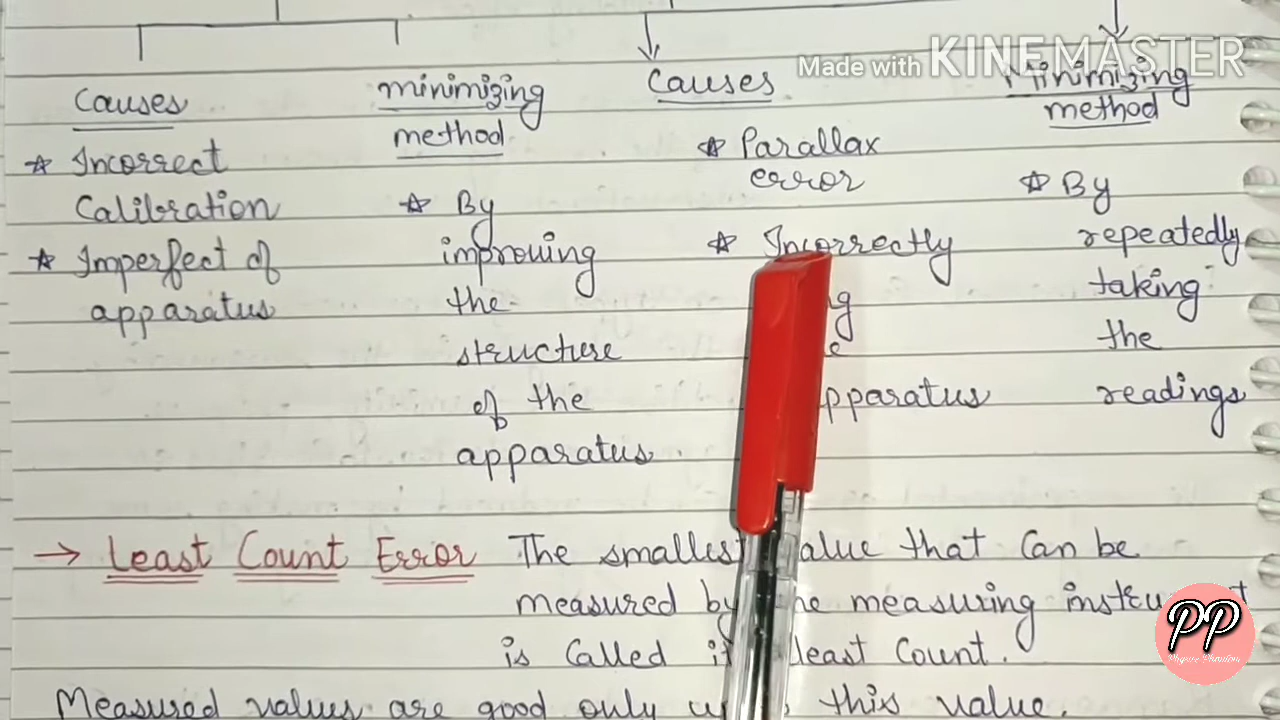 Made with KINEMASTER
Causes
★ Incorrect
Calibration
★ Imperfect of
apparatus
minimizing
method
★ By
improving
the
structure
of the
apparatus
Causes
★ Parallax
error
★ Incorrectly
apparatus
Minimizing
method
★ By
repeatedly
taking
the
readings
→ Least Count Error The smallest value that can be
measured by the measuring instrument
is called its least count.
Measured values are good only this value.
PP